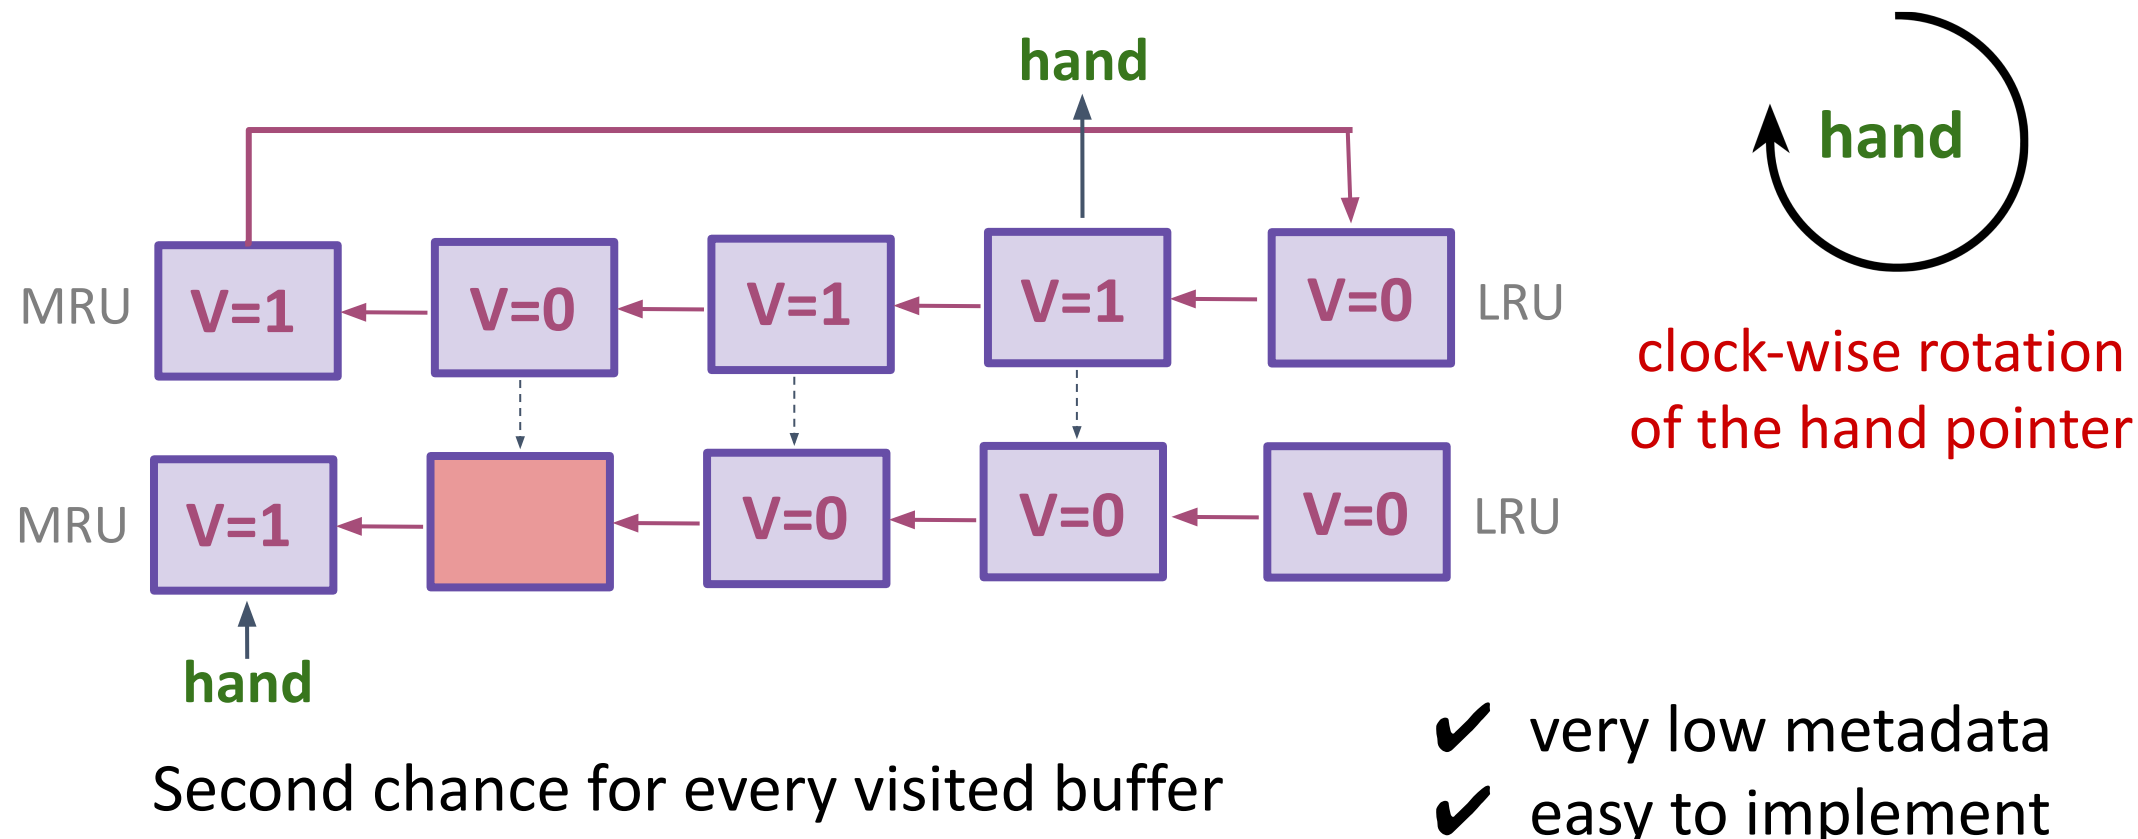 hand
hand
MRU V=1 V=0 V=1 V=1 V=0 LRU
clock-wise rotation
of the hand pointer
MRU V=1 V=0 V=0 V=0 LRU
hand
Second chance for every visited buffer
✔ very low metadata
✔ easy to implement